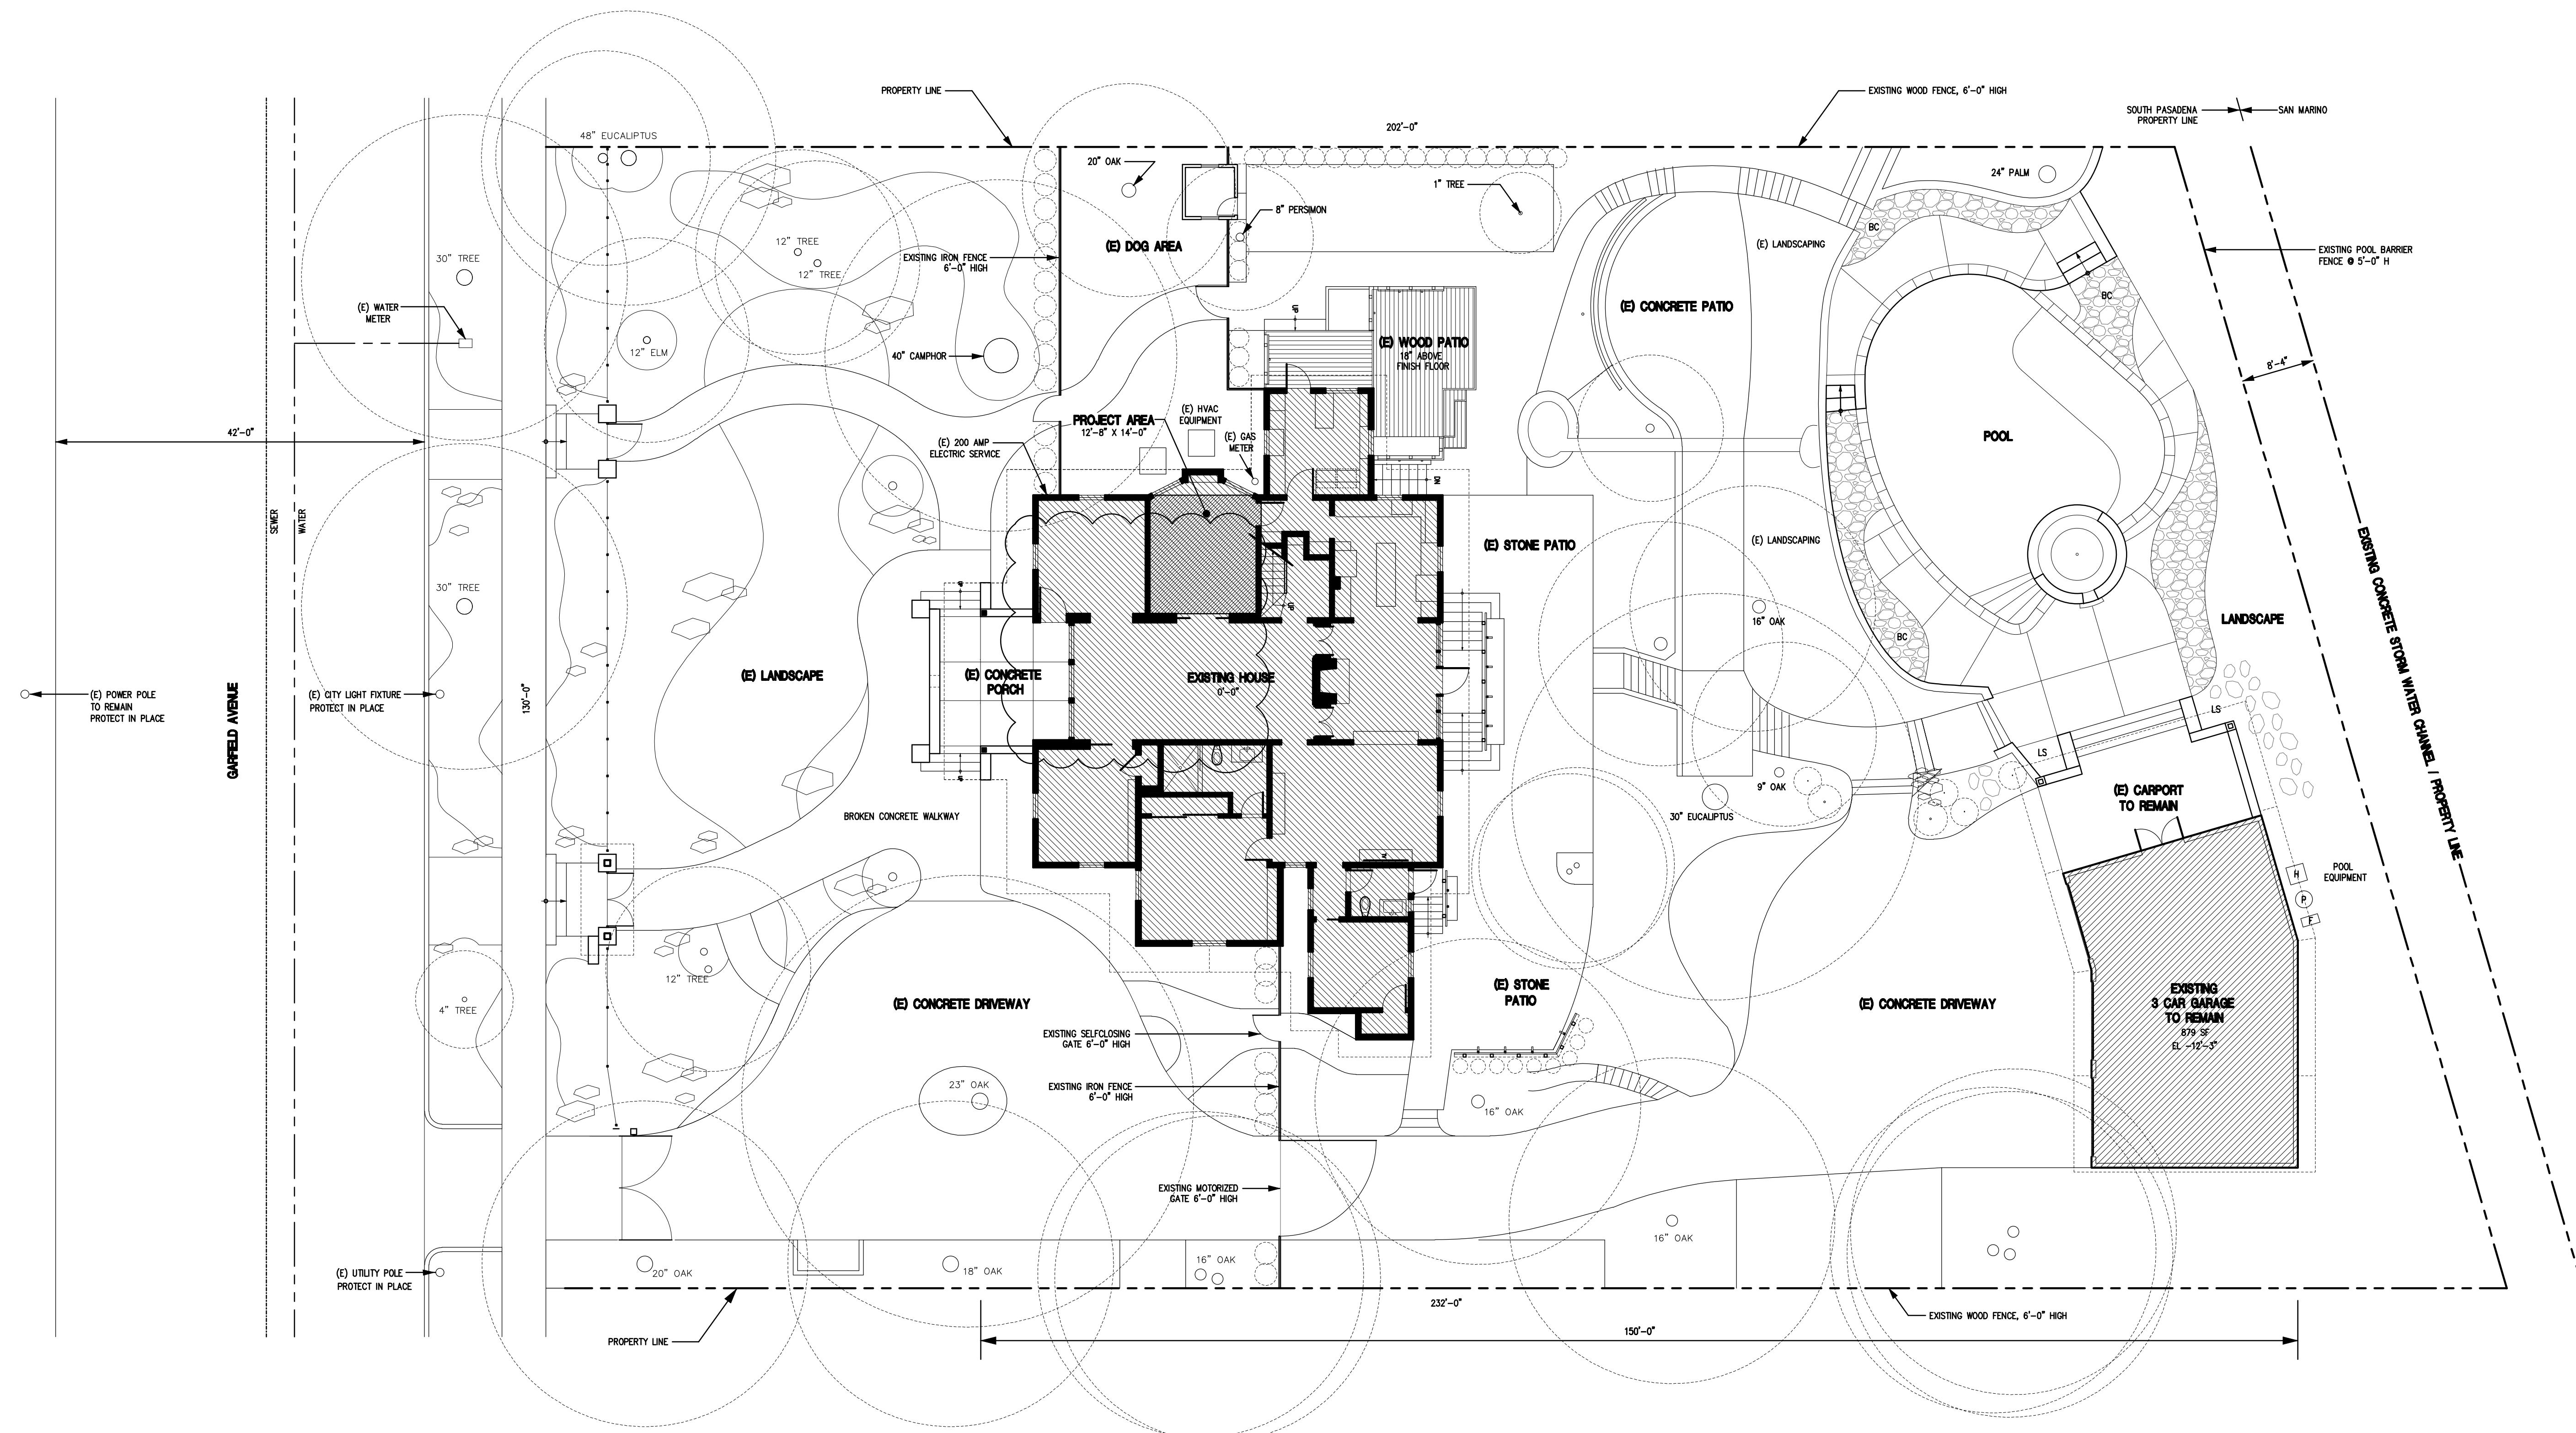 PROPERTY LINE
EXISTING WOOD FENCE, 6'-0" HIGH
SOUTH PASADENA
PROPERTY LINE
SAN MARINO
202'-0"
48" EUCALIPTUS
20" OAK
24" PALM
1" TREE
8" PERSIMON
BC
12" TREE
12" TREE
(E) DOG AREA
(E) LANDSCAPING
30" TREE
EXISTING IRON FENCE
6'-0" HIGH
EXISTING POOL BARRIER
FENCE @ 5'-0" H
BC
(E) WATER
METER
UP
(E) CONCRETE PATIO
12" ELM
40" CAMPHOR
(E) WOOD PATIO
18" ABOVE
FINISH FLOOR
8'-4"
PROJECT AREA
12'-8" X 14'-0"
(E) HVAC
EQUIPMENT
42'-0"
(E) 200 AMP
ELECTRIC SERVICE
(E) GAS
METER
POOL
DN
SEWER
WATER
(E) STONE PATIO
(E) LANDSCAPING
30" TREE
UP
16" OAK
LANDSCAPE
BC
EXISTING CONCRETE STORM WATER CHANNEL / PROPERTY LINE
(E) LANDSCAPE
(E) CONCRETE
PORCH
EXISTING HOUSE
0'-0"
(E) POWER POLE
TO REMAIN
PROTECT IN PLACE
GARFIELD AVENUE
(E) CITY LIGHT FIXTURE
PROTECT IN PLACE
130'-0"
LS
LS
9" OAK
(E) CARPORT
TO REMAIN
BROKEN CONCRETE WALKWAY
30" EUCALIPTUS
POOL
EQUIPMENT
H
P
F
12" TREE
4" TREE
(E) CONCRETE DRIVEWAY
(E) STONE
PATIO
(E) CONCRETE DRIVEWAY
EXISTING
3 CAR GARAGE
TO REMAIN
879 SF
EL -12'-3"
EXISTING SELFCLOSING
GATE 6'-0" HIGH
23" OAK
EXISTING IRON FENCE
6'-0" HIGH
16" OAK
EXISTING MOTORIZED
GATE 6'-0" HIGH
16" OAK
(E) UTILITY POLE
PROTECT IN PLACE
20" OAK
18" OAK
16" OAK
232'-0"
EXISTING WOOD FENCE, 6'-0" HIGH
PROPERTY LINE
150'-0"